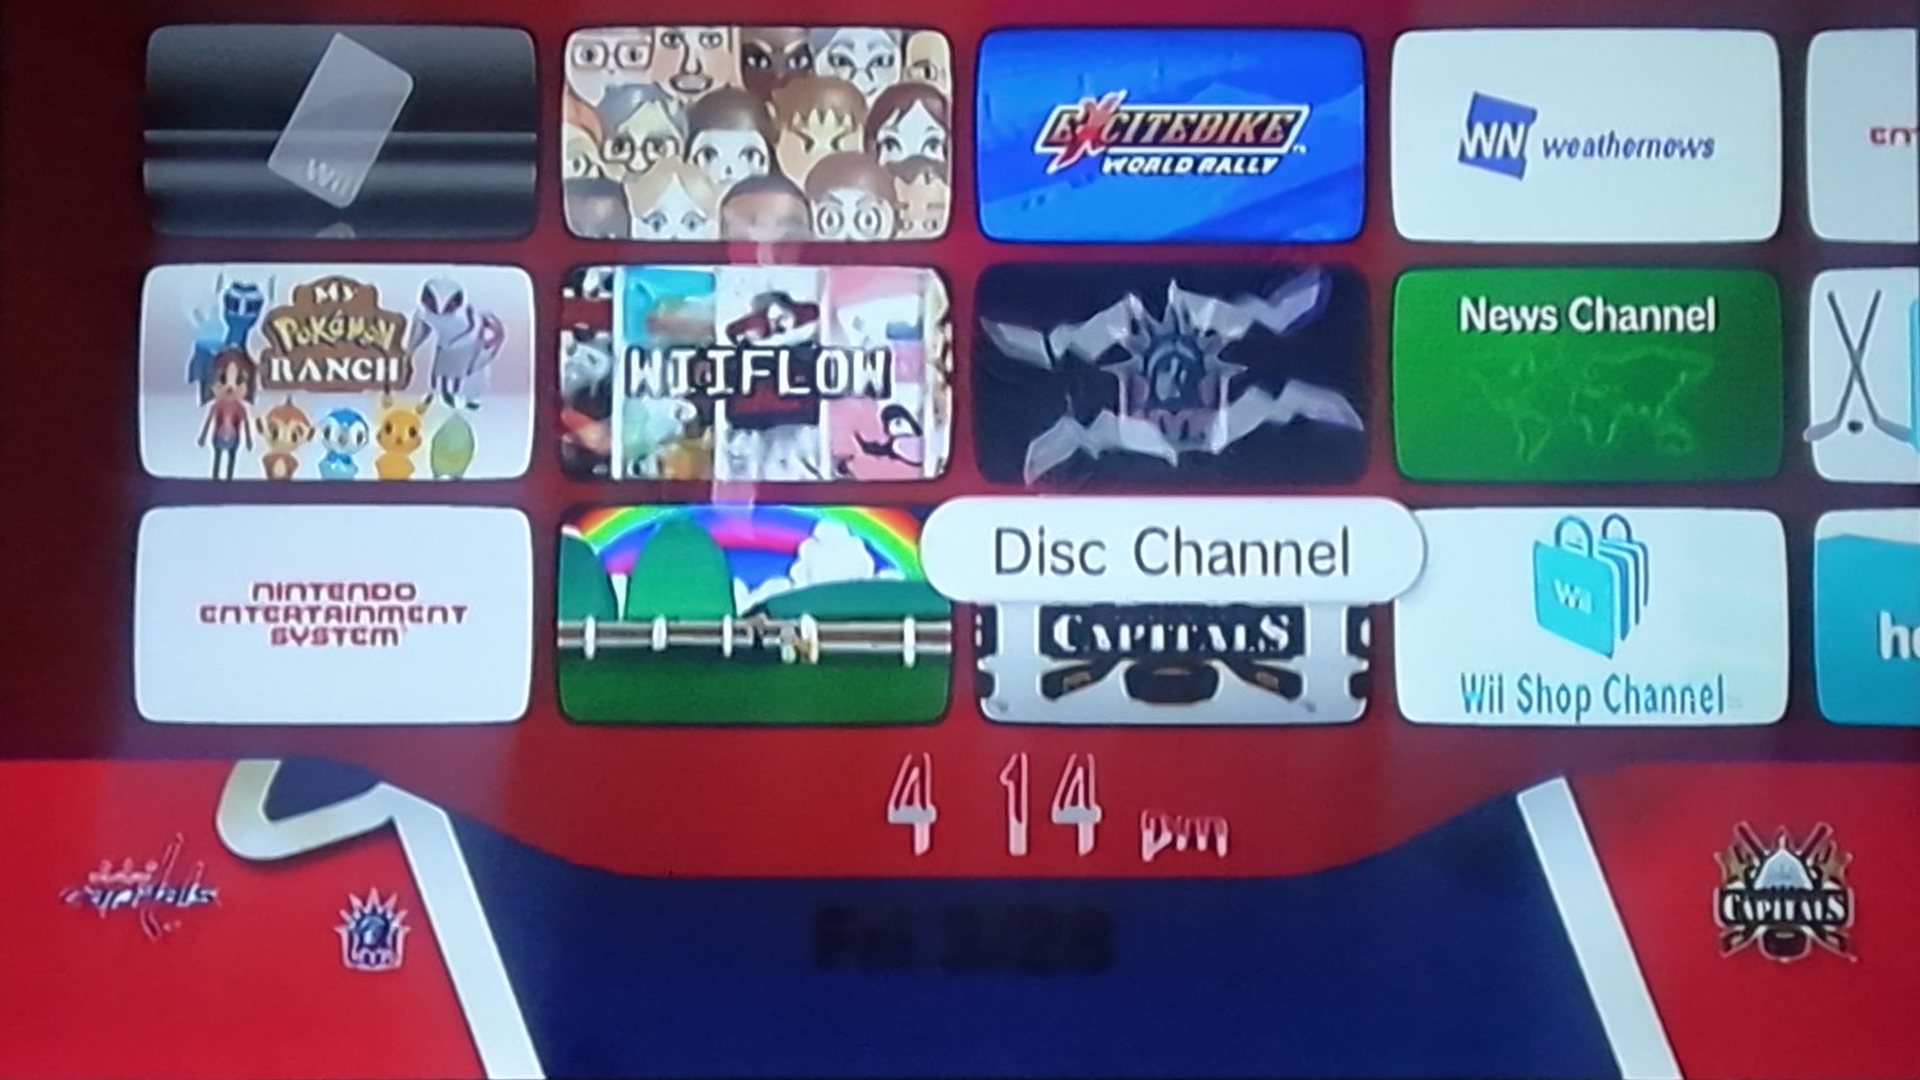 Wii
EXCITEBIKE
WORLD RALLY
WN weathernews
MY
Pokémon
RANCH
WIIFLOW
News Channel
NINTENDO
ENTERTAINMENT
SYSTEM
Disc Channel
CAPITALS
Wii
Wii Shop Channel
4 14 pm
capitals
CAPITALS